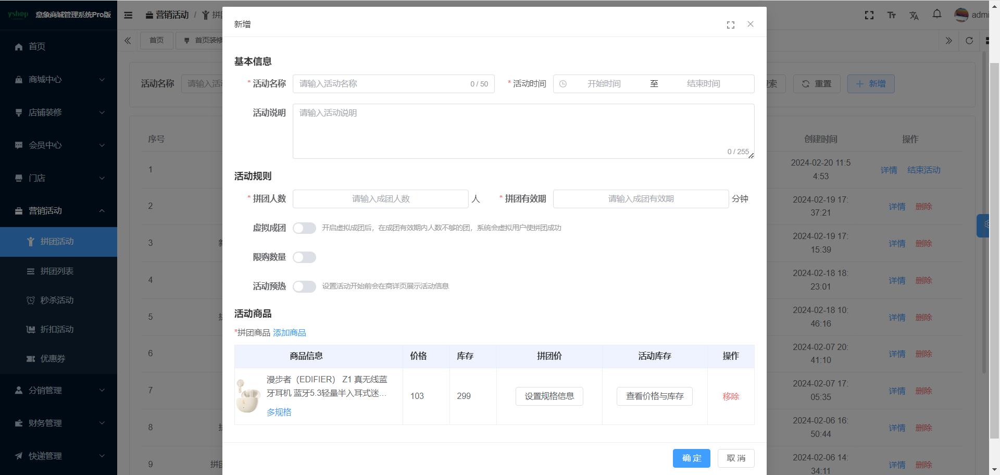 yshop 意象商城管理系统Pro版
营销活动 /
admi
首页
首页装修
首页
商城中心
店铺装修
会员中心
门店
营销活动
拼团活动
拼团列表
秒杀活动
折扣活动
优惠券
分销管理
财务管理
快递管理
活动名称
请输入活
重置
新增
序号
创建时间
操作
1
2024-02-20 11:5
4:53
详情 结束活动
2
2024-02-19 17:
37:21
详情 删除
3
2024-02-19 17:
15:39
详情 删除
4
2024-02-18 18:
23:01
详情 删除
5
2024-02-18 10:
46:16
详情 删除
6
2024-02-07 20:
41:10
详情 删除
7
2024-02-07 17:
05:35
详情 删除
8
2024-02-06 16:
50:44
详情 删除
9
拼团
2024-02-06 14:
34:11
详情 删除
新增
基本信息
* 活动名称 请输入活动名称 0 / 50 * 活动时间 开始时间 至 结束时间
活动说明 请输入活动说明
0 / 255
活动规则
* 拼团人数 请输入成团人数 人 * 拼团有效期 请输入成团有效期 分钟
虚拟成团 开启虚拟成团后，在成团有效期内人数不够的团，系统会虚拟用户使拼团成功
限购数量
活动预热 设置活动开始前会在商详页展示活动信息
活动商品
*拼团商品 添加商品
商品信息 价格 库存 拼团价 活动库存 操作
漫步者（EDIFIER） Z1 真无线蓝
牙耳机 蓝牙5.3轻量半入耳式迷...
多规格
103 299 设置规格信息 查看价格与库存 移除
确 定 取 消